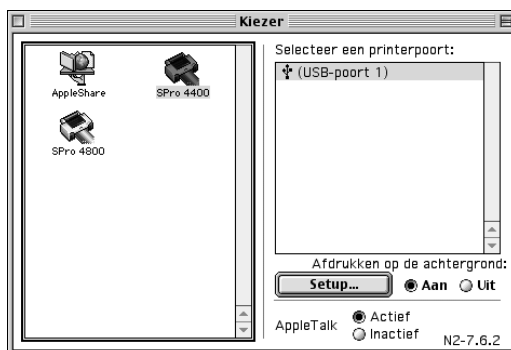 Kiezer
AppleShare
SPro 4400
SPro 4800
Selecteer een printerpoort:
(USB-poort 1)
Afdrukken op de achtergrond:
Setup...
Aan
Uit
AppleTalk
Actief
Inactief
N2-7.6.2